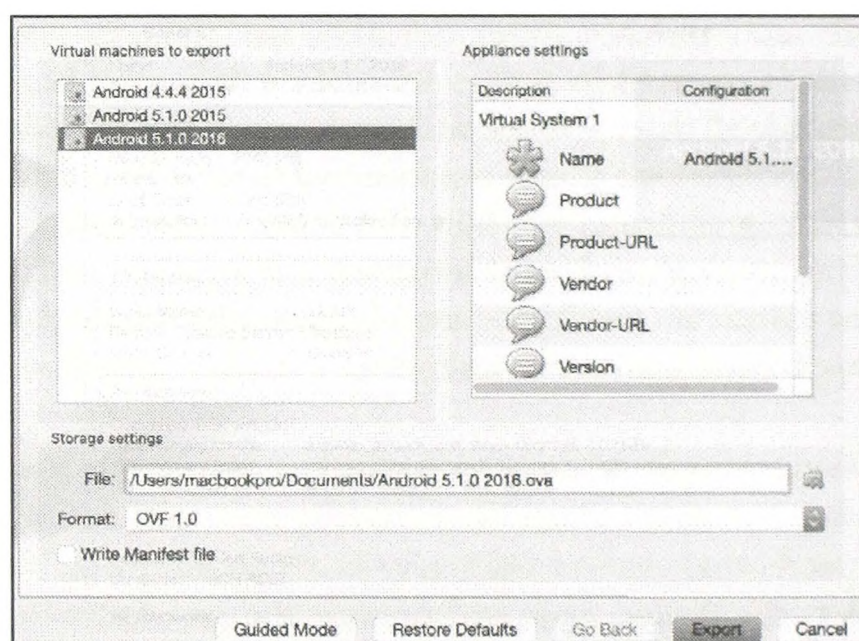 Virtual machines to export
Android 4.4.4 2015
Android 5.1.0 2015
Android 5.1.0 2016
Appliance settings
Description Configuration
Virtual System 1
Name Android 5.1....
Product
Product-URL
Vendor
Vendor-URL
Version
Storage settings
File: /Users/macbookpro/Documents/Android 5.1.0 2016.ova
Format: OVF 1.0
Write Manifest file
Guided Mode Restore Defaults Go Back Export Cancel